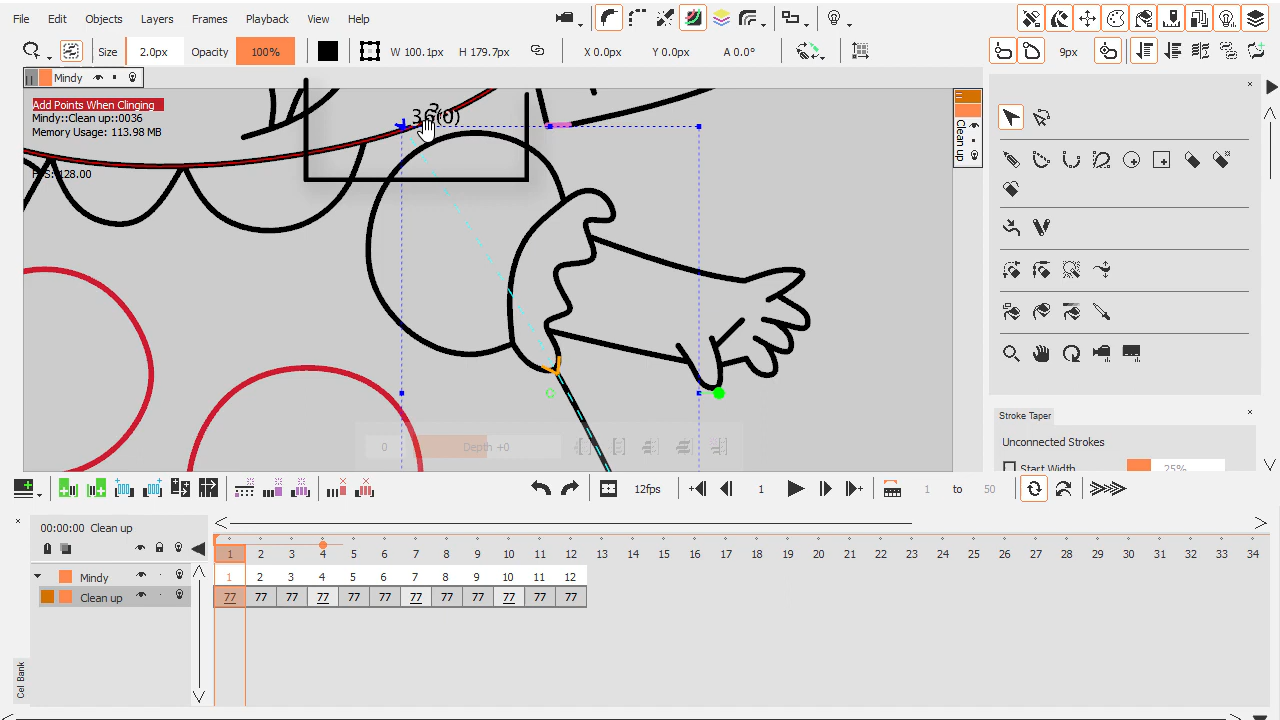 File Edit Objects Layers Frames Playback View Help
Size 2.0px Opacity 100% W 100.1px H 179.7px X 0.0px Y 0.0px A 0.0° 9px
Mindy
Add Points When Clinging
Mindy::Clean up::0036
Memory Usage: 113.98 MB
FPS: 128.00
36(0)
Clean up
0 Depth +0
Stroke Taper
Unconnected Strokes
Start Width 25%
12fps 1 1 to 50
00:00:00 Clean up
1 2 3 4 5 6 7 8 9 10 11 12 13 14 15 16 17 18 19 20 21 22 23 24 25 26 27 28 29 30 31 32 33 34
Mindy 1 2 3 4 5 6 7 8 9 10 11 12
Clean up 77 77 77 77 77 77 77 77 77 77 77 77
Cel Bank